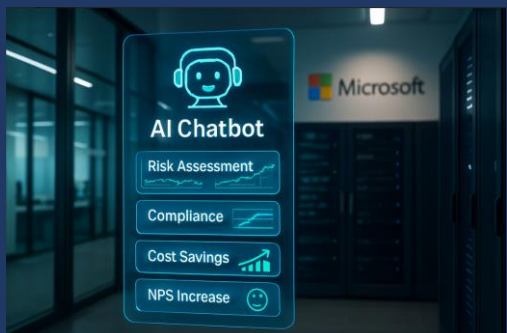 AI Chatbot
Microsoft
Risk Assessment
Compliance
Cost Savings
NPS Increase